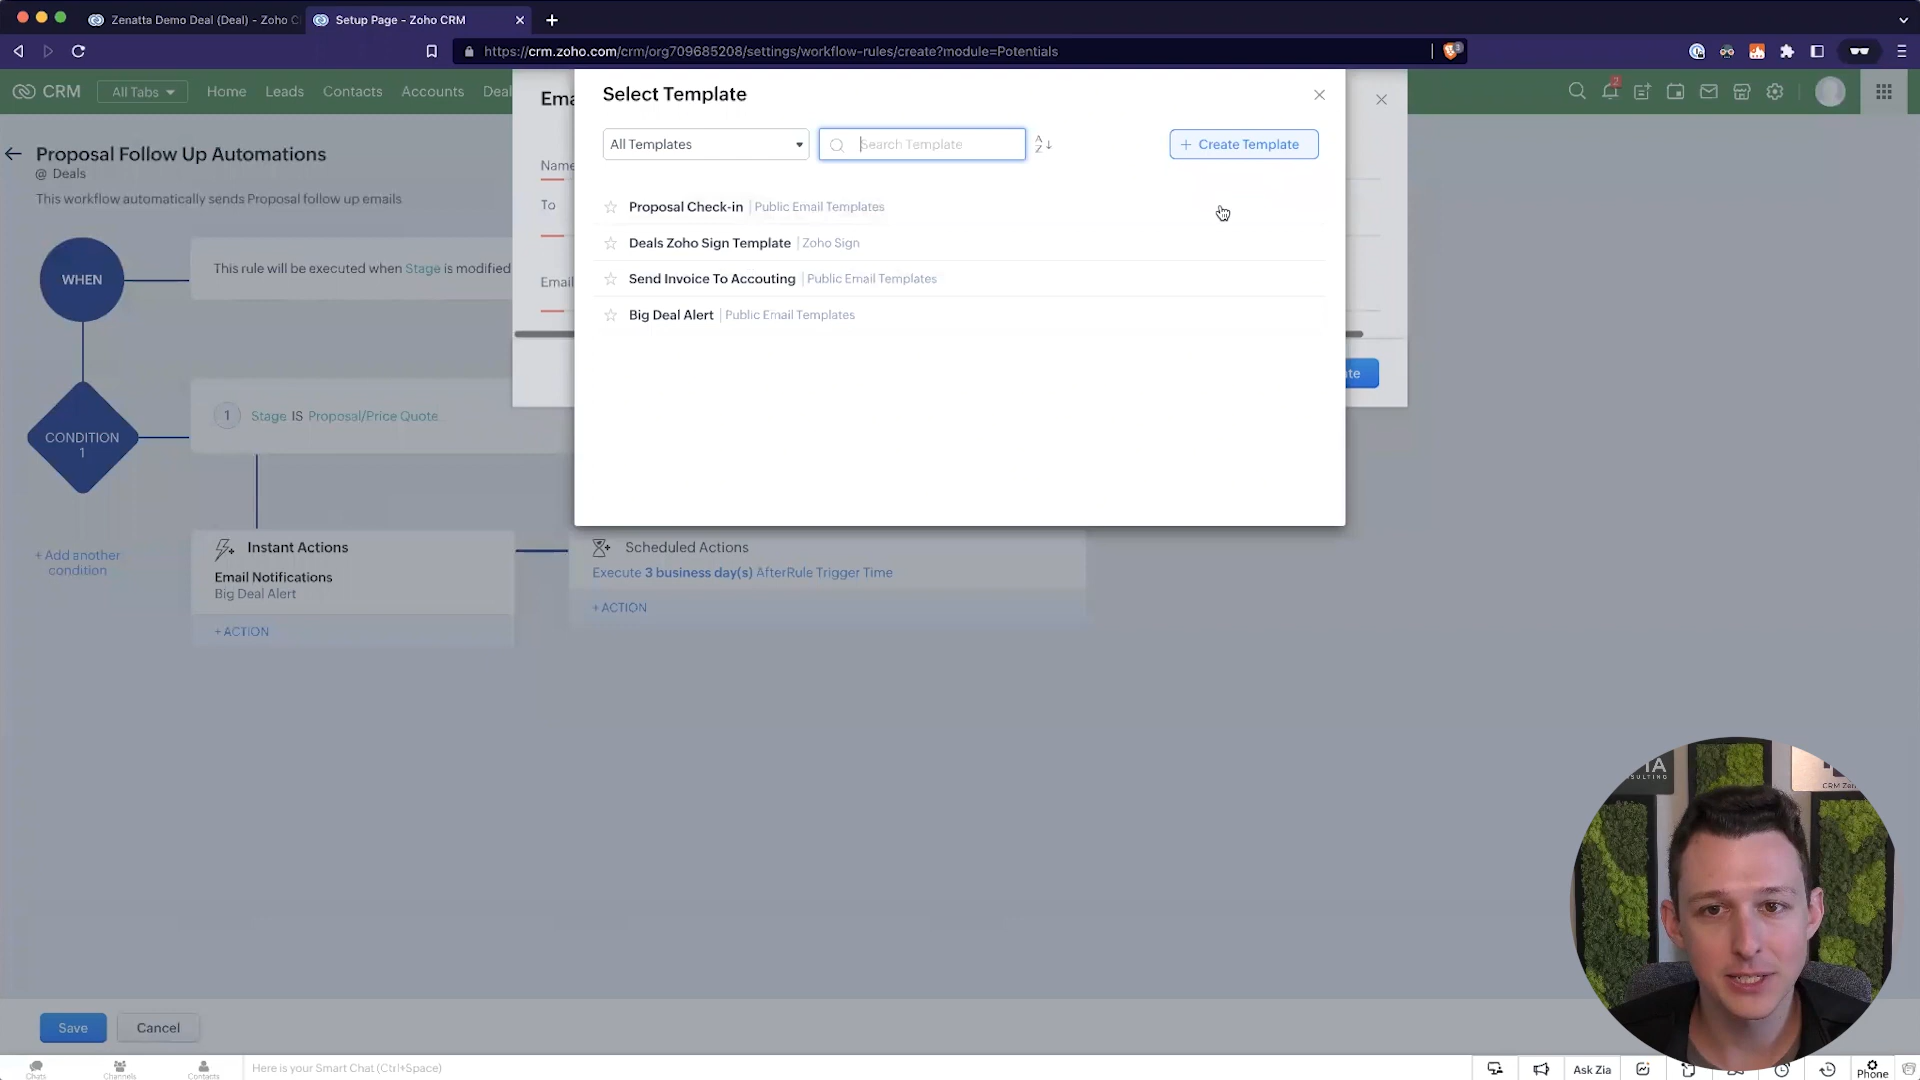 Zenatta Demo Deal (Deal) - Zoho C
Setup Page - Zoho CRM
https://crm.zoho.com/crm/org709685208/settings/workflow-rules/create?module=Potentials
3
CRM
All Tabs
Home
Leads
Contacts
Accounts
Deal
2
Ema
Select Template
All Templates
Search Template
Create Template
Proposal Follow Up Automations
@ Deals
This workflow automatically sends Proposal follow up emails.
Name
To
Email
Proposal Check-in | Public Email Templates
Deals Zoho Sign Template | Zoho Sign
Send Invoice To Accouting | Public Email Templates
Big Deal Alert | Public Email Templates
WHEN
This rule will be executed when Stage is modified
CONDITION
1
1
Stage IS Proposal/Price Quote
+ Add another
condition
Instant Actions
Email Notifications
Big Deal Alert
+ ACTION
Scheduled Actions
Execute 3 business day(s) AfterRule Trigger Time
+ ACTION
Save
Cancel
Chats
Channels
Contacts
Here is your Smart Chat (Ctrl+Space)
Ask Zia
Phone